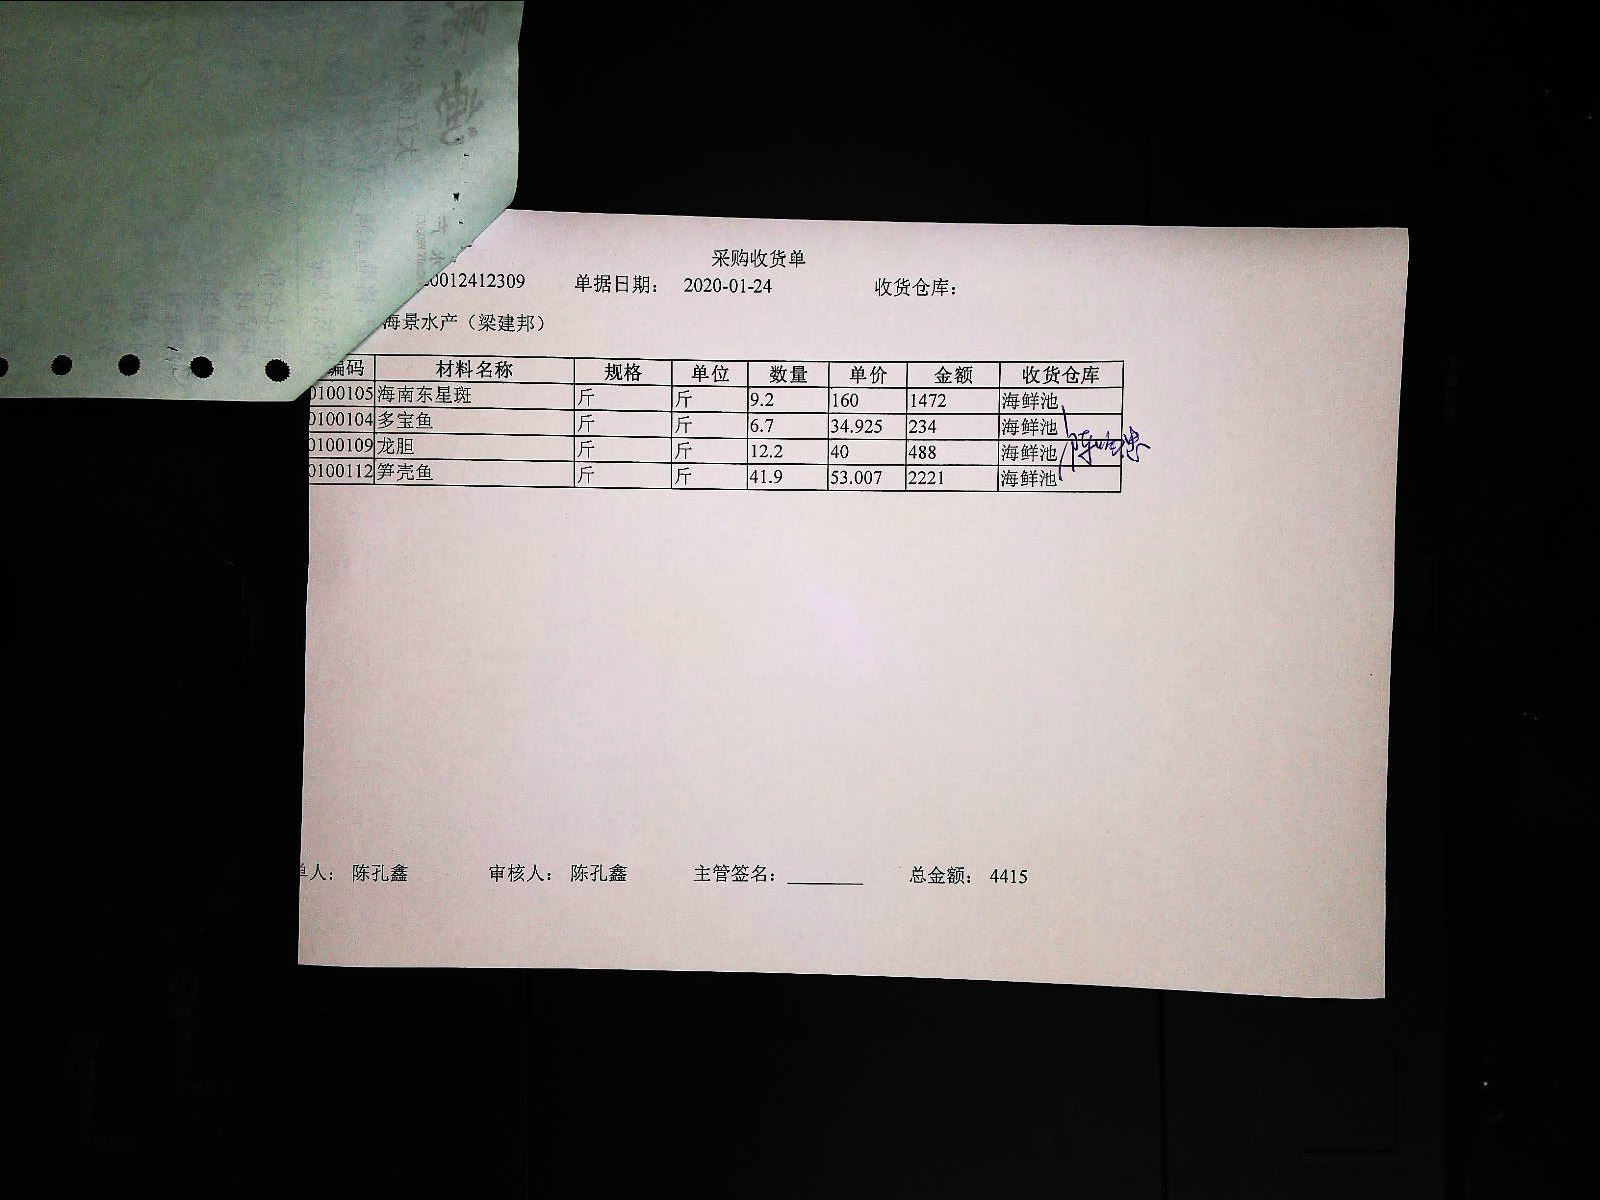 采购收货单
0012412309 单据日期： 2020-01-24 收货仓库：
海景水产（梁建邦）
编码 材料名称 规格 单位 数量 单价 金额 收货仓库
0100105 海南东星斑 斤 斤 9.2 160 1472 海鲜池
0100104 多宝鱼 斤 斤 6.7 34.925 234 海鲜池
0100109 龙胆 斤 斤 12.2 40 488 海鲜池
0100112 笋壳鱼 斤 斤 41.9 53.007 2221 海鲜池
单人： 陈孔鑫 审核人： 陈孔鑫 主管签名： 总金额： 4415